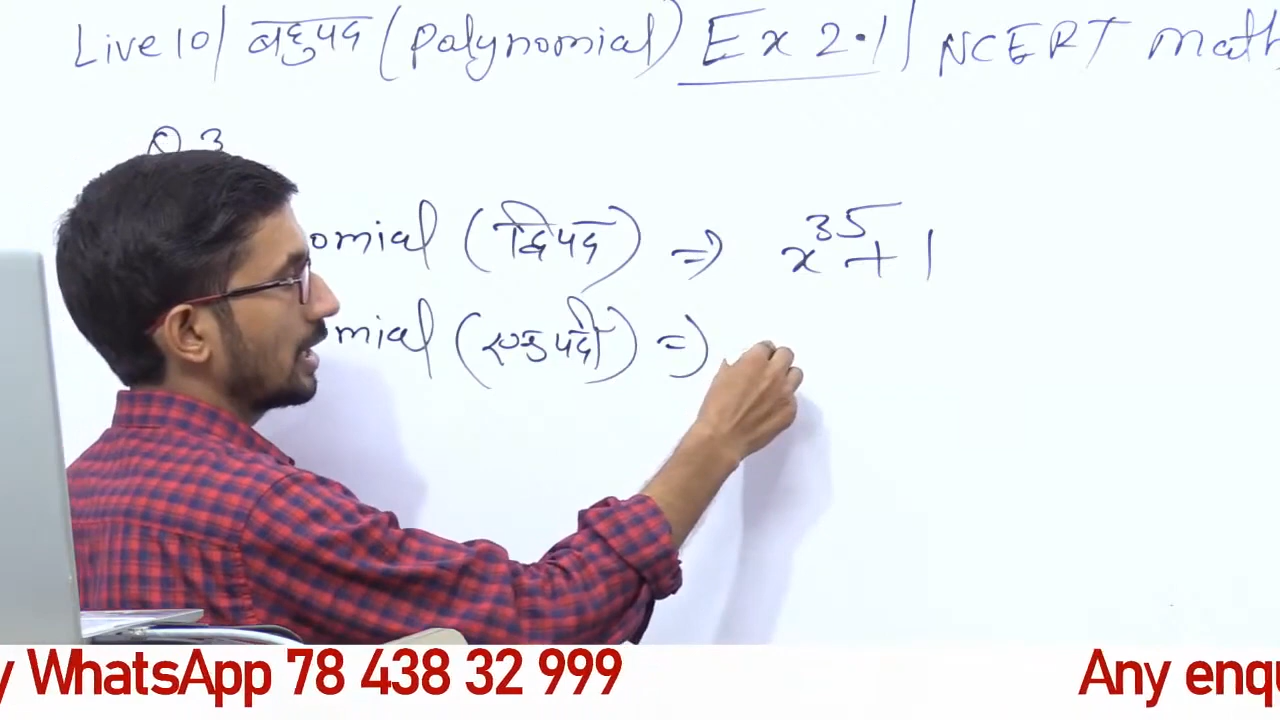 Live 10 | बहुपद (Polynomial) Ex 2.1 | NCERT Math
Q 3
nomial (द्विपद) => x³⁵ + 1
mial (एकपदी) =>
y WhatsApp 78 438 32 999 Any enqu